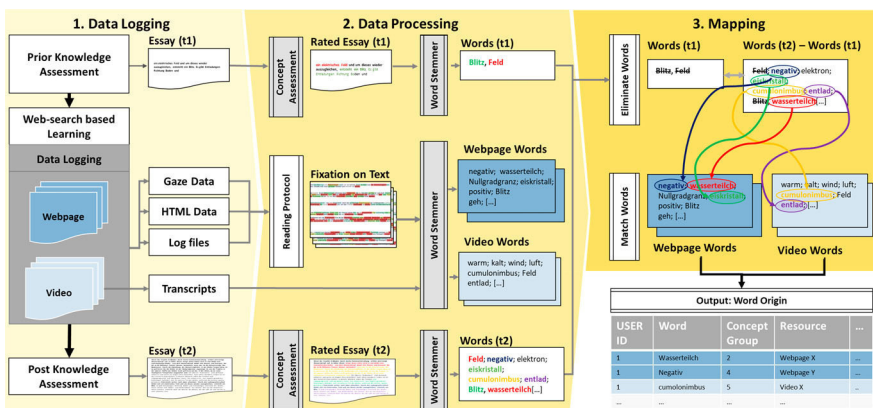 1. Data Logging
2. Data Processing
3. Mapping
Prior Knowledge
Assessment
Web-search based
Learning
Data Logging
Webpage
Video
Post Knowledge
Assessment
Essay (t1)
Gaze Data
HTML Data
Log files
Transcripts
Essay (t2)
Concept
Assessment
Rated Essay (t1)
Word Stemmer
Words (t1)
Blitz, Feld
Reading Protocol
Fixation on Text
Word Stemmer
Webpage
Words
negativ; wasserteilch;
Nullgradgranz; eiskristall;
positiv; Blitz
geh; [...]
Video
Words
warm; kalt; wind; luft;
cumulonimbus; Feld
entlad; [...]
Concept
Assessment
Rated Essay (t2)
Word Stemmer
Words (t2)
Feld; negativ; elektron;
eiskristall;
cumulonimbus; entlad;
Blitz, wasserteilch[...]
Eliminate Words
Words (t1)
Blitz, Feld
Words (t2) – Words (t1)
Feld; negativ; elektron;
eiskristall;
cumulonimbus; entlad;
Blitz, wasserteilch[...]
Match Words
negativ; wasserteilch;
Nullgradgranz; eiskristall;
positiv; Blitz
geh; [...]
Webpage Words
warm; kalt; wind; luft;
cumulonimbus; Feld
entlad; [...]
Video Words
Output: Word Origin
USER ID Word Concept Group Resource ...
1 Wasserteilch 2 Webpage X ...
1 Negativ 4 Webpage Y ...
1 cumolonimbus 5 Video X ...
... ... ... ...